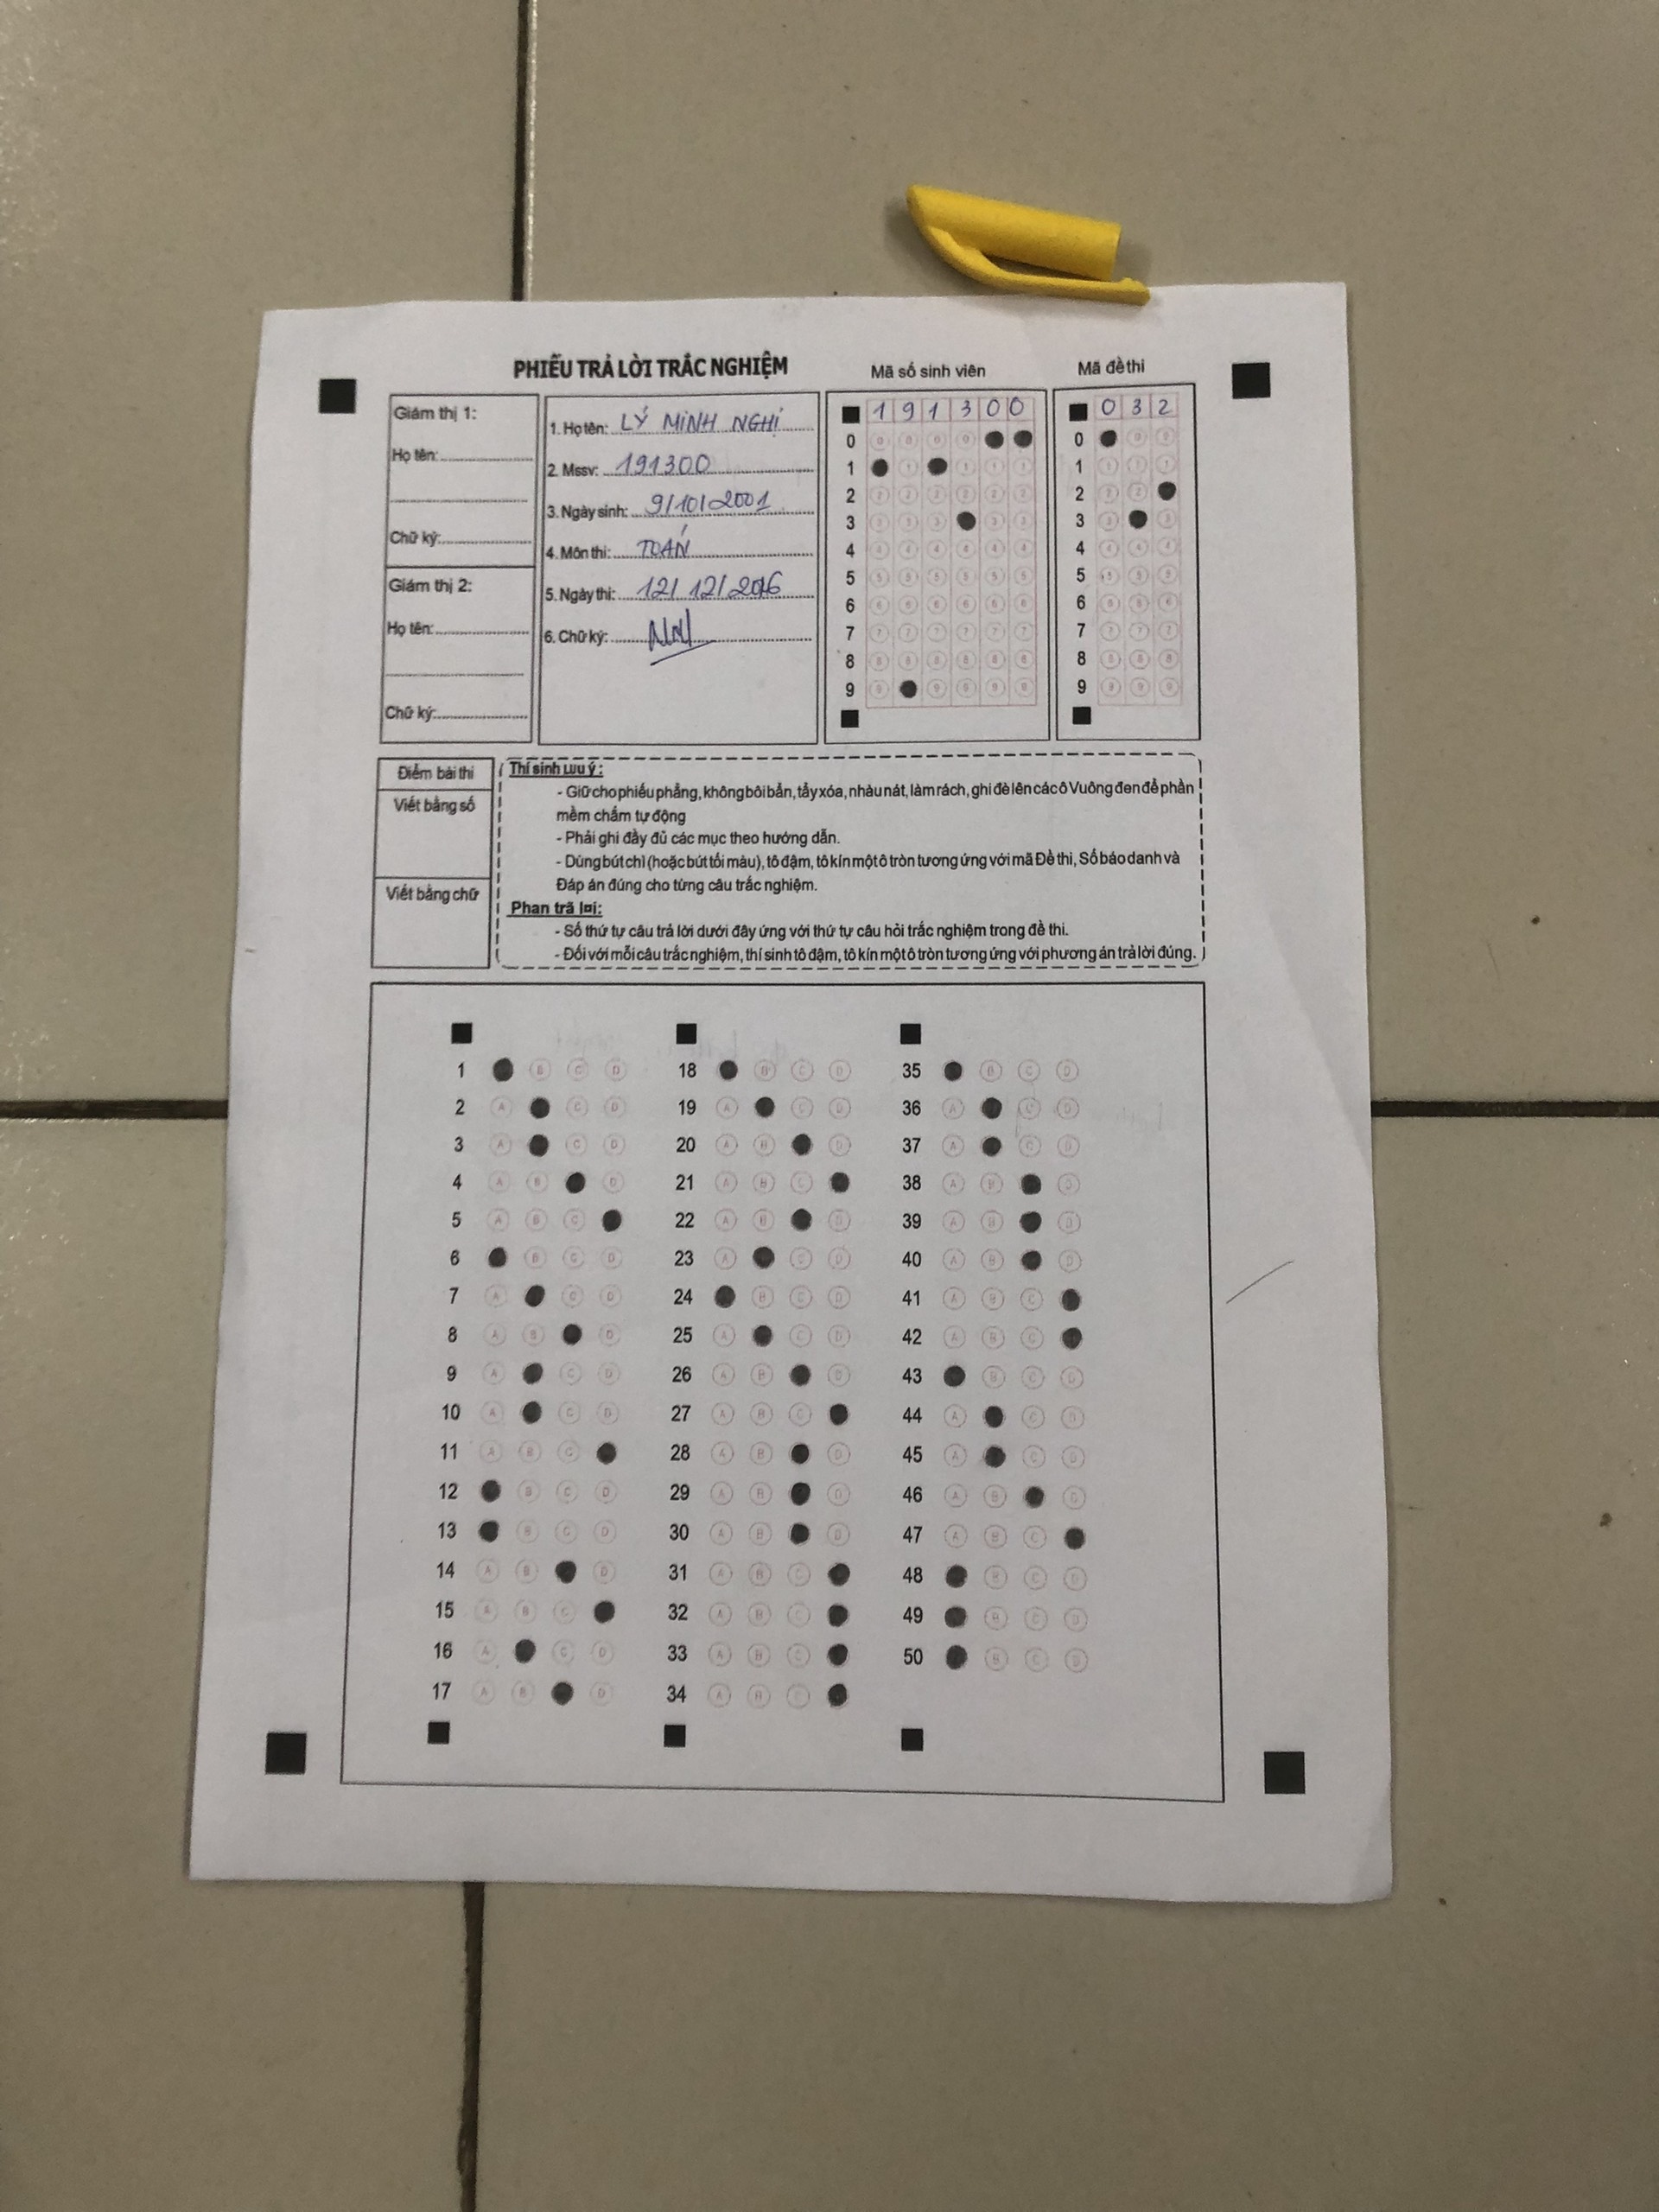 PHIẾU TRẢ LỜI TRẮC NGHIỆM
Giám thị 1:
Họ tên:
Chữ ký:
Giám thị 2:
Họ tên:
Chữ ký:
1. Họ tên: LÝ MINH NGHỊ
2. Mssv: 191300
3. Ngày sinh: 9/10/2001
4. Môn thi: TOÁN
5. Ngày thi: 12/12/2016
6. Chữ ký:
Mã số sinh viên
1 9 1 3 0 0
0
1
2
3
4
5
6
7
8
9
Mã đề thi
0 3 2
0
1
2
3
4
5
6
7
8
9
Điểm bài thi
Viết bằng số
Viết bằng chữ
Thí sinh Lưu ý:
- Giữ cho phiếu phẳng, không bôi bẩn, tẩy xóa, nhàu nát, làm rách, ghi đè lên các ô Vuông đen để phần
mềm chấm tự động
- Phải ghi đầy đủ các mục theo hướng dẫn.
- Dùng bút chì (hoặc bút tối màu), tô đậm, tô kín một ô tròn tương ứng với mã Đề thi, Số báo danh và
Đáp án đúng cho từng câu trắc nghiệm.
Phan trã lơi:
- Số thứ tự câu trả lời dưới đây ứng với thứ tự câu hỏi trắc nghiệm trong đề thi.
- Đối với mỗi câu trắc nghiệm, thí sinh tô đậm, tô kín một ô tròn tương ứng với phương án trả lời đúng.
1 B C D
2 A C D
3 A C D
4 A B D
5 A B C
6 B C D
7 A C D
8 A B D
9 A C D
10 A C D
11 A B C
12 B C D
13 B C D
14 A B D
15 A B C
16 A C D
17 A B D
18 B C D
19 A C D
20 A B D
21 A B C
22 A B D
23 A C D
24 B C D
25 A C D
26 A B D
27 A B C
28 A B D
29 A B D
30 A B D
31 A B C
32 A B C
33 A B C
34 A B C
35 B C D
36 A C D
37 A C D
38 A B D
39 A B D
40 A B D
41 A B C
42 A B C
43 B C D
44 A C D
45 A C D
46 A B D
47 A B C
48 B C D
49 B C D
50 B C D